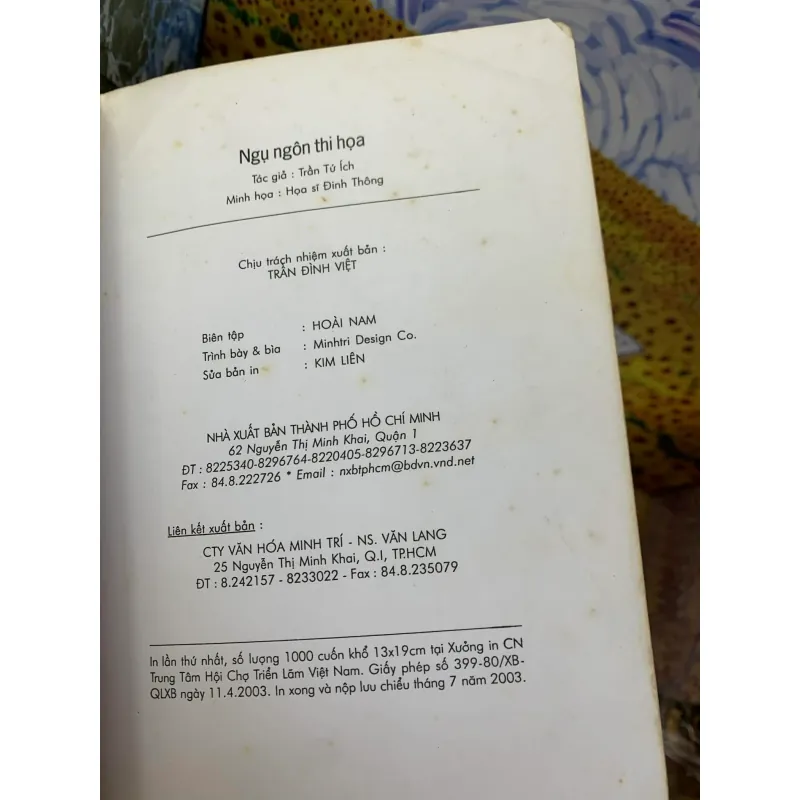 Ngụ ngôn thi họa
Tác giả : Trần Tứ Ích
Minh họa : Họa sĩ Đinh Thông
Chịu trách nhiệm xuất bản :
TRẦN ĐÌNH VIỆT
Biên tập : HOÀI NAM
Trình bày & bìa : Minhtri Design Co.
Sửa bản in : KIM LIÊN
NHÀ XUẤT BẢN THÀNH PHỐ HỒ CHÍ MINH
62 Nguyễn Thị Minh Khai, Quận 1
ĐT : 8225340-8296764-8220405-8296713-8223637
Fax : 84.8.222726 * Email : nxbtphcm@bdvn.vnd.net
Liên kết xuất bản :
CTY VĂN HÓA MINH TRÍ - NS. VĂN LANG
25 Nguyễn Thị Minh Khai, Q.I, TP.HCM
ĐT : 8.242157 - 8233022 - Fax : 84.8.235079
In lần thứ nhất, số lượng 1000 cuốn khổ 13x19cm tại Xưởng in CN
Trung Tâm Hội Chợ Triển Lãm Việt Nam. Giấy phép số 399-80/XB-
QLXB ngày 11.4.2003. In xong và nộp lưu chiểu tháng 7 năm 2003.